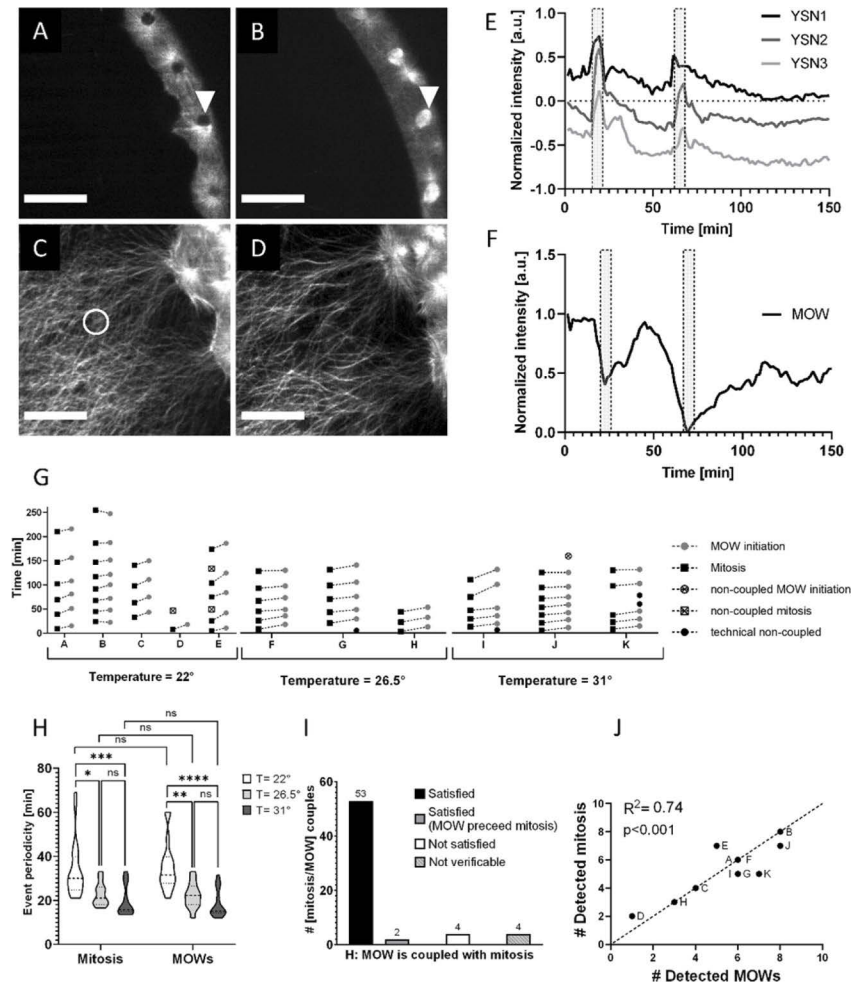 A
B
C
D
E
Normalized intensity [a.u.]
1.0
0.5
0.0
-0.5
-1.0
0
50
100
150
Time [min]
YSN1
YSN2
YSN3
F
Normalized intensity [a.u.]
1.5
1.0
0.5
0.0
0
50
100
150
Time [min]
MOW
G
Time [min]
250
200
150
100
50
0
A B C D E F G H I J K
Temperature = 22°
Temperature = 26.5°
Temperature = 31°
MOW initiation
Mitosis
non-coupled MOW initiation
non-coupled mitosis
technical non-coupled
H
Event periodicity [min]
80
60
40
20
0
ns
ns
ns
***
* ns
****
** ns
Mitosis MOWs
T= 22°
T= 26.5°
T= 31°
I
# [mitosis/MOW] couples
60
40
20
0
53
2
4
4
Satisfied
Satisfied
(MOW preceed mitosis)
Not satisfied
Not verifiable
H: MOW is coupled with mitosis
J
# Detected mitosis
10
8
6
4
2
0
R²= 0.74
p<0.001
E
B
J
A F
I G K
C
H
D
0 2 4 6 8 10
# Detected MOWs